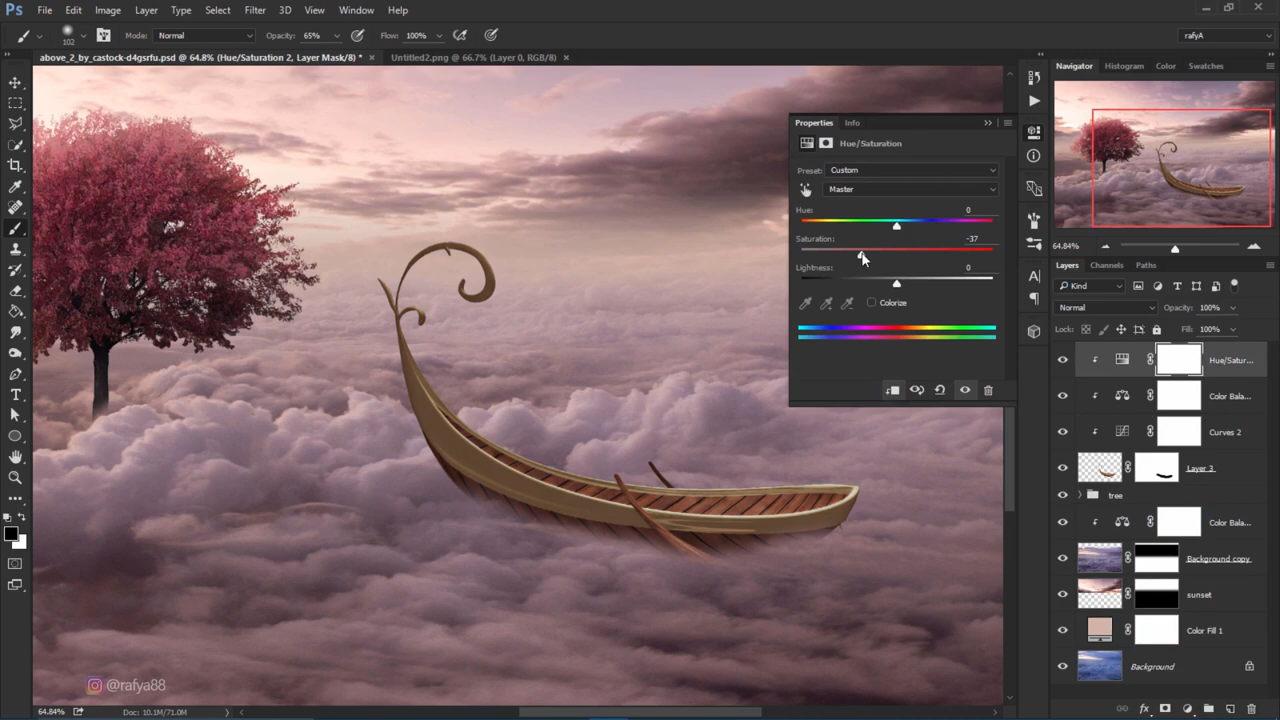 Ps File Edit Image Layer Type Select Filter 3D View Window Help
102 Mode: Normal Opacity: 65% Flow: 100% rafyA
above_2_by_castock-d4gsrfu.psd @ 64.8% (Hue/Saturation 2, Layer Mask/8) * × Untitled2.png @ 66.7% (Layer 0, RGB/8) ×
Navigator Histogram Color Swatches
Properties Info
Hue/Saturation
Preset: Custom
Master
Hue: 0
Saturation: -37
Lightness: 0
Colorize
64.84%
Layers Channels Paths
Kind
Normal Opacity: 100%
Lock: Fill: 100%
Hue/Satur...
Color Bala...
Curves 2
Layer 3
tree
Color Bala...
Background copy
sunset
Color Fill 1
Background
@rafya88
64.84% Doc: 10.1M/71.0M
fx